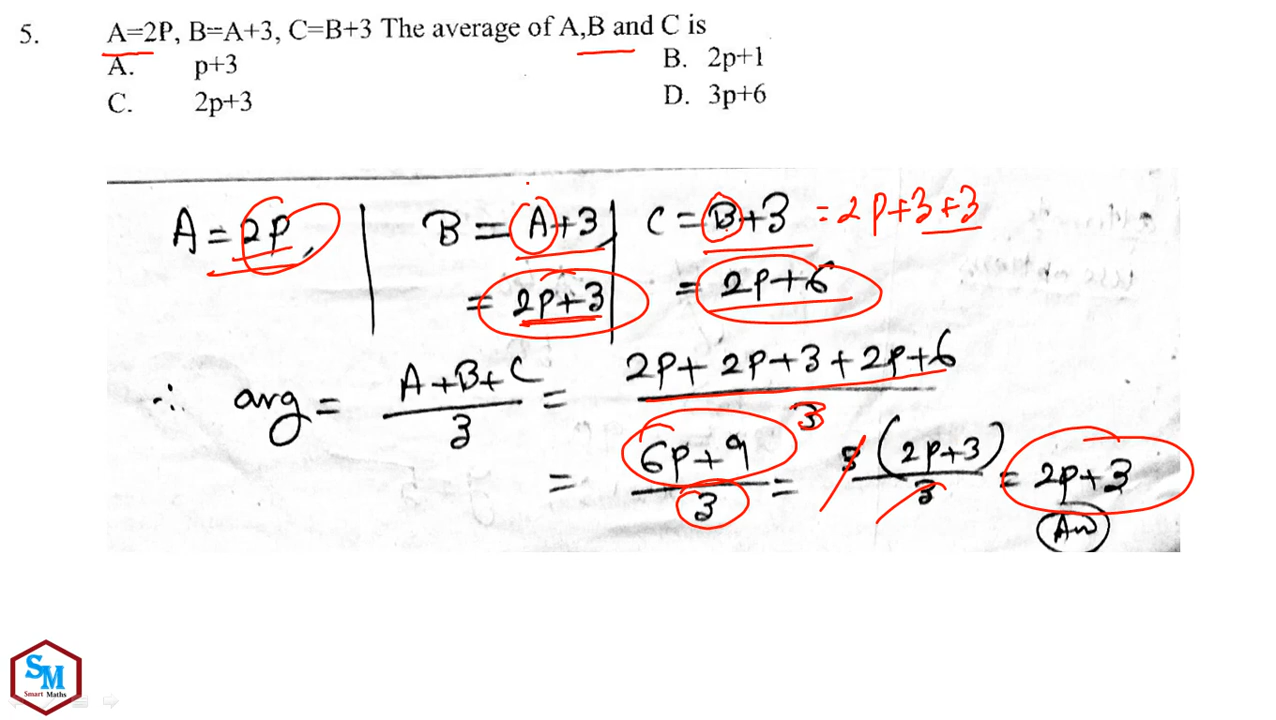 5. A=2P, B=A+3, C=B+3 The average of A,B and C is
A. p+3 B. 2p+1
C. 2p+3 D. 3p+6
A = 2P, | B = A+3 | C = B+3 = 2P+3+3
= 2P+3 = 2P+6
∴ avg = A+B+C / 3 = 2P+ 2P+3+2P+6 / 3
= 6P+9 / 3 = 3(2P+3) / 3 = 2P+3
Ans
SM
Smart Maths